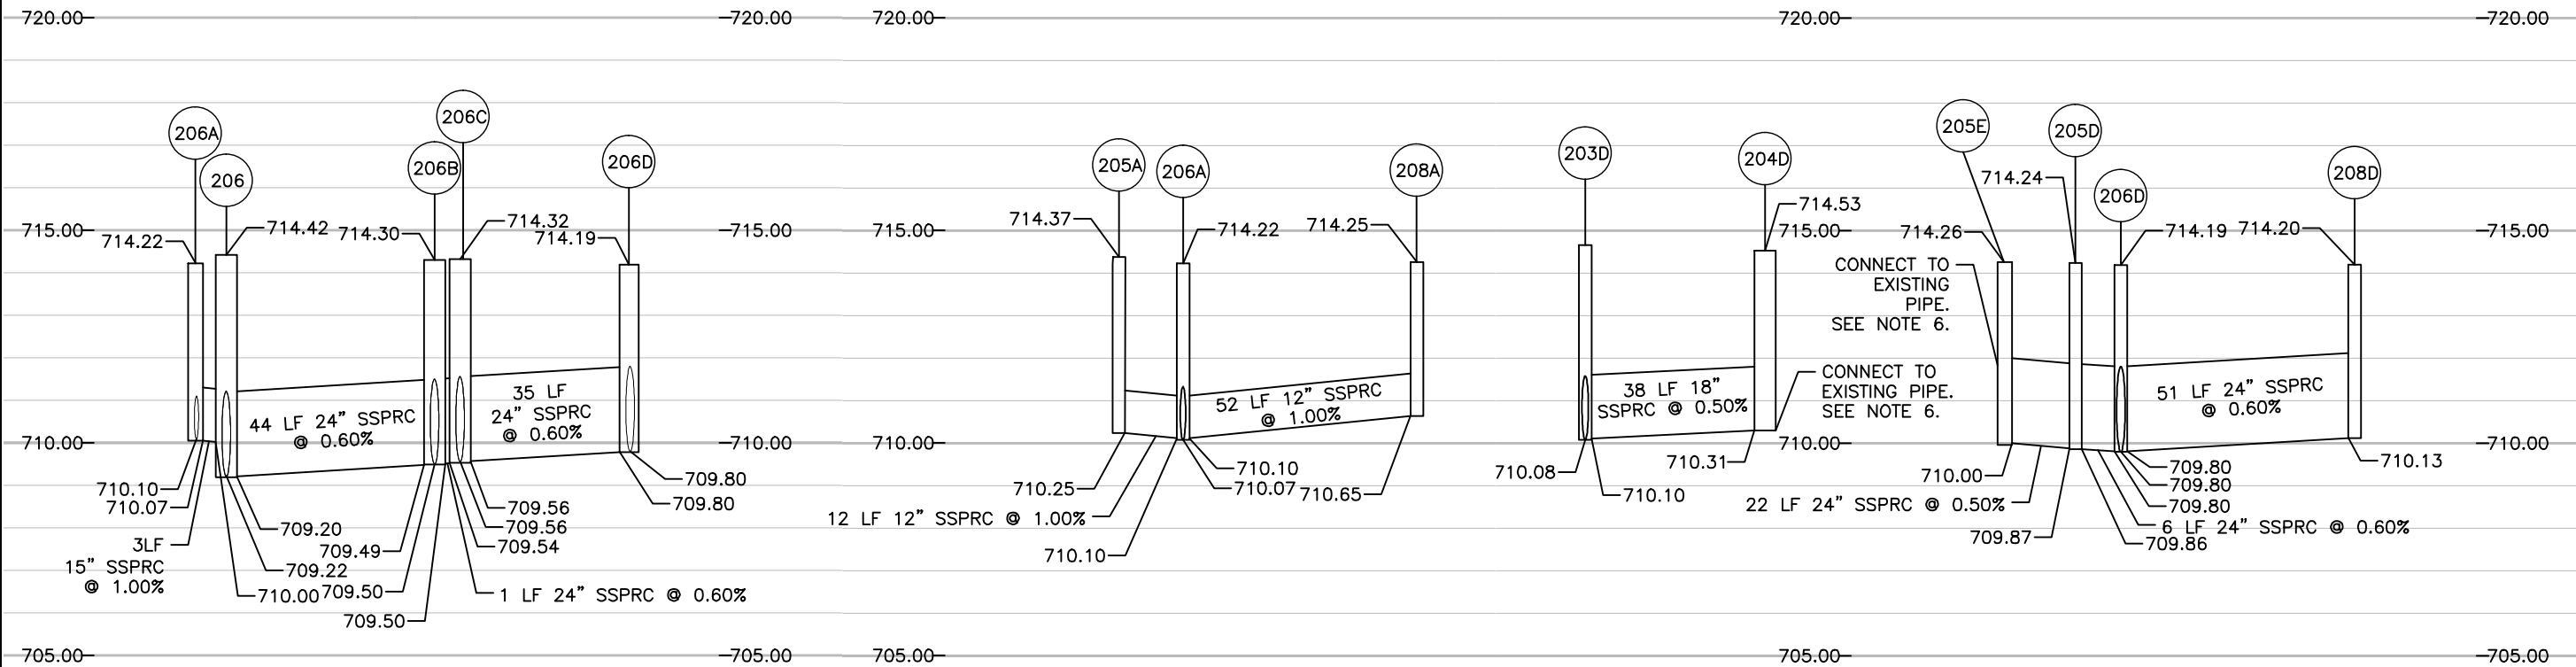 720.00
720.00
720.00
720.00
720.00
206A
206
206B
206C
206D
714.22
714.42
714.30
714.32
714.19
715.00
715.00
44 LF 24” SSPRC
@ 0.60%
35 LF
24” SSPRC
@ 0.60%
710.00
710.00
710.10
710.07
3LF
15” SSPRC
@ 1.00%
709.20
709.22
710.00
709.49
709.50
709.50
709.56
709.56
709.54
1 LF 24” SSPRC @ 0.60%
709.80
709.80
705.00
705.00
205A
206A
208A
714.37
714.22
714.25
715.00
52 LF 12” SSPRC
@ 1.00%
710.00
710.25
12 LF 12” SSPRC @ 1.00%
710.10
710.10
710.07
710.65
705.00
203D
204D
714.53
715.00
38 LF 18”
SSPRC @ 0.50%
CONNECT TO
EXISTING PIPE.
SEE NOTE 6.
710.08
710.10
710.31
710.00
205E
205D
206D
208D
714.24
714.26
714.19
714.20
715.00
CONNECT TO
EXISTING
PIPE.
SEE NOTE 6.
51 LF 24” SSPRC
@ 0.60%
710.00
710.00
22 LF 24” SSPRC @ 0.50%
709.87
709.80
709.80
709.80
6 LF 24” SSPRC @ 0.60%
709.86
710.13
705.00
705.00